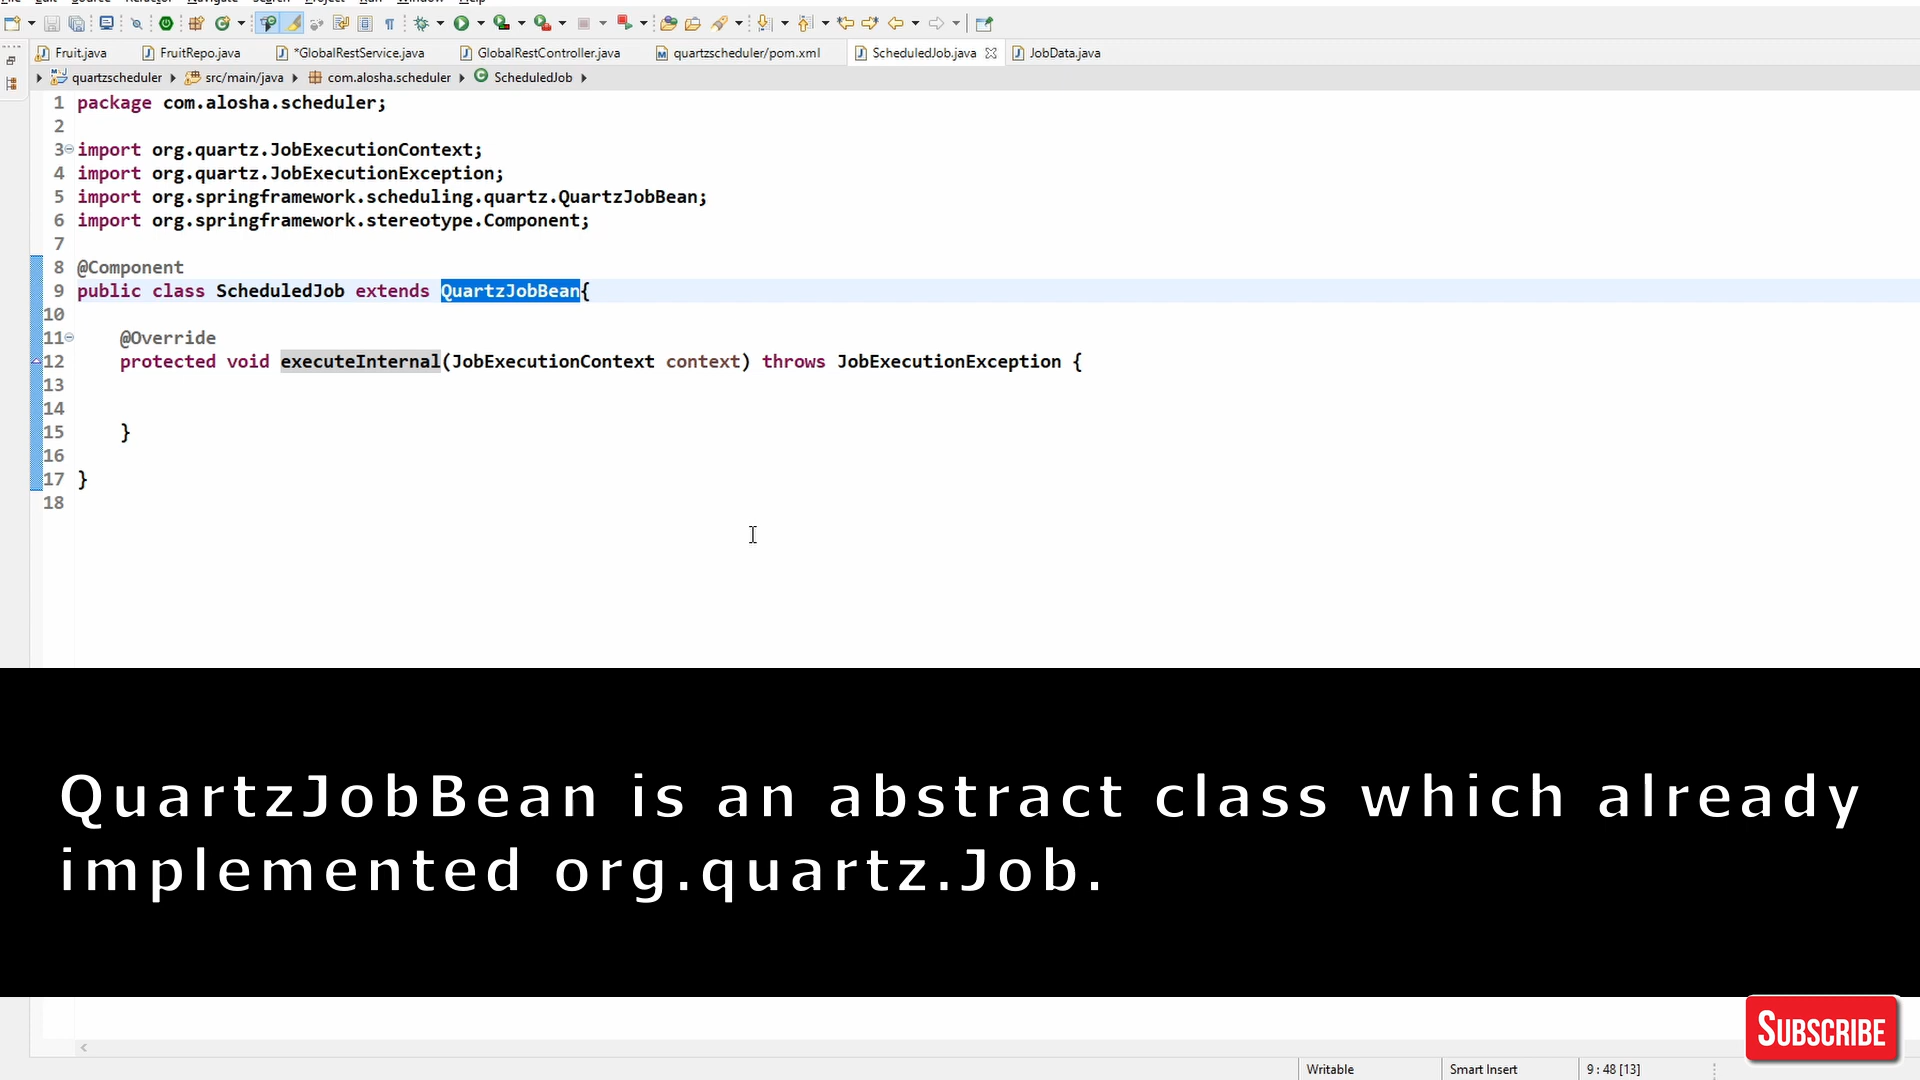 Fruit.java FruitRepo.java *GlobalRestService.java GlobalRestController.java quartzscheduler/pom.xml ScheduledJob.java JobData.java
quartzscheduler src/main/java com.alosha.scheduler ScheduledJob
1 package com.alosha.scheduler;
2
3 import org.quartz.JobExecutionContext;
4 import org.quartz.JobExecutionException;
5 import org.springframework.scheduling.quartz.QuartzJobBean;
6 import org.springframework.stereotype.Component;
7
8 @Component
9 public class ScheduledJob extends QuartzJobBean{
10
11 @Override
12 protected void executeInternal(JobExecutionContext context) throws JobExecutionException {
13
14
15 }
16
17 }
18
QuartzJobBean is an abstract class which already
implemented org.quartz.Job.
SUBSCRIBE
Writable Smart Insert 9 : 48 [13]